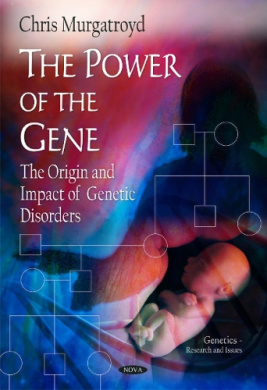 Chris Murgatroyd
THE POWER
OF THE
GENE
The Origin and
Impact of Genetic
Disorders
Genetics -
Research and Issues
NOVA